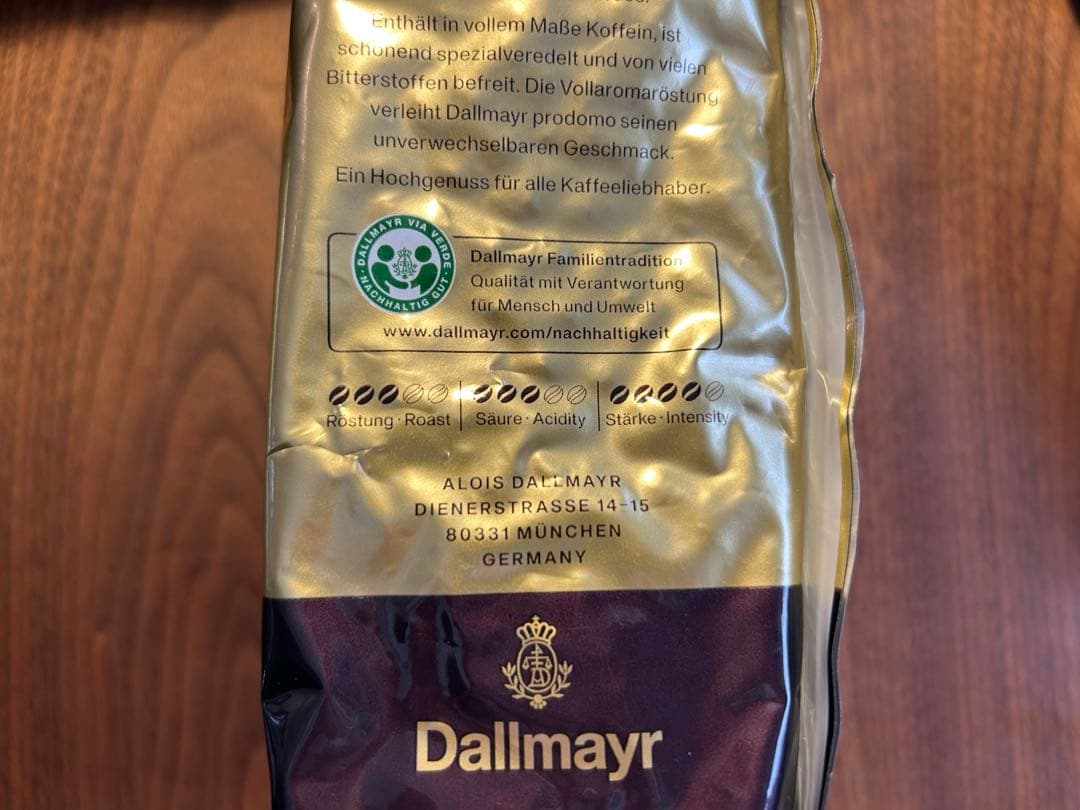 Enthält in vollem Maße Koffein, ist
schonend spezialveredelt und von vielen
Bitterstoffen befreit. Die Vollaromaröstung
verleiht Dallmayr prodomo seinen
unverwechselbaren Geschmack.
Ein Hochgenuss für alle Kaffeeliebhaber.
DALLMAYR VIA VERDE
NACHHALTIG GUT
Dallmayr Familientradition
Qualität mit Verantwortung
für Mensch und Umwelt
www.dallmayr.com/nachhaltigkeit
Röstung · Roast
Säure · Acidity
Stärke · Intensity
ALOIS DALLMAYR
DIENERSTRASSE 14-15
80331 MÜNCHEN
GERMANY
Dallmayr